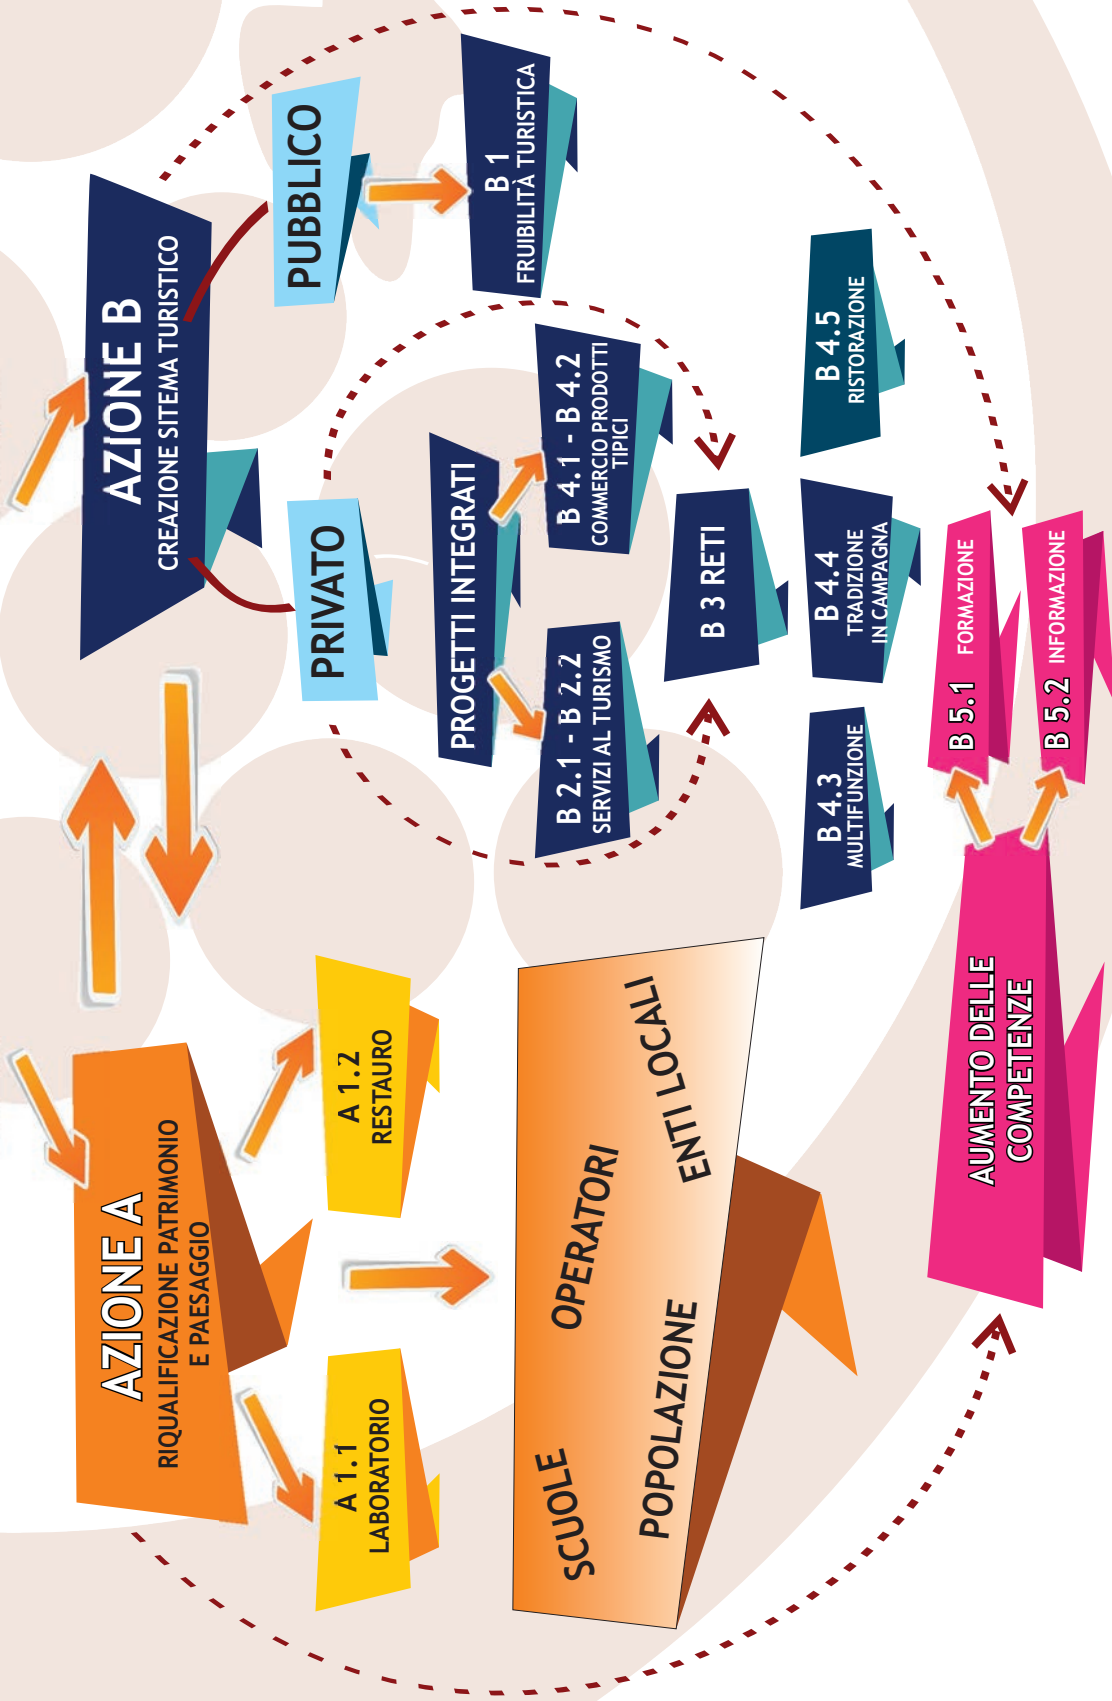 AZIONE A
RIQUALIFICAZIONE PATRIMONIO
E PAESAGGIO
A 1.1
LABORATORIO
A 1.2
RESTAURO
SCUOLE
OPERATORI
POPOLAZIONE
ENTI LOCALI
AZIONE B
CREAZIONE SITEMA TURISTICO
PRIVATO
PUBBLICO
PROGETTI INTEGRATI
B 1
FRUIBILITÀ TURISTICA
B 2.1 - B 2.2
SERVIZI AL TURISMO
B 4.1 - B 4.2
COMMERCIO PRODOTTI
TIPICI
B 3 RETI
B 4.3
MULTIFUNZIONE
B 4.4
TRADIZIONE
IN CAMPAGNA
B 4.5
RISTORAZIONE
AUMENTO DELLE
COMPETENZE
B 5.1 FORMAZIONE
B 5.2 INFORMAZIONE